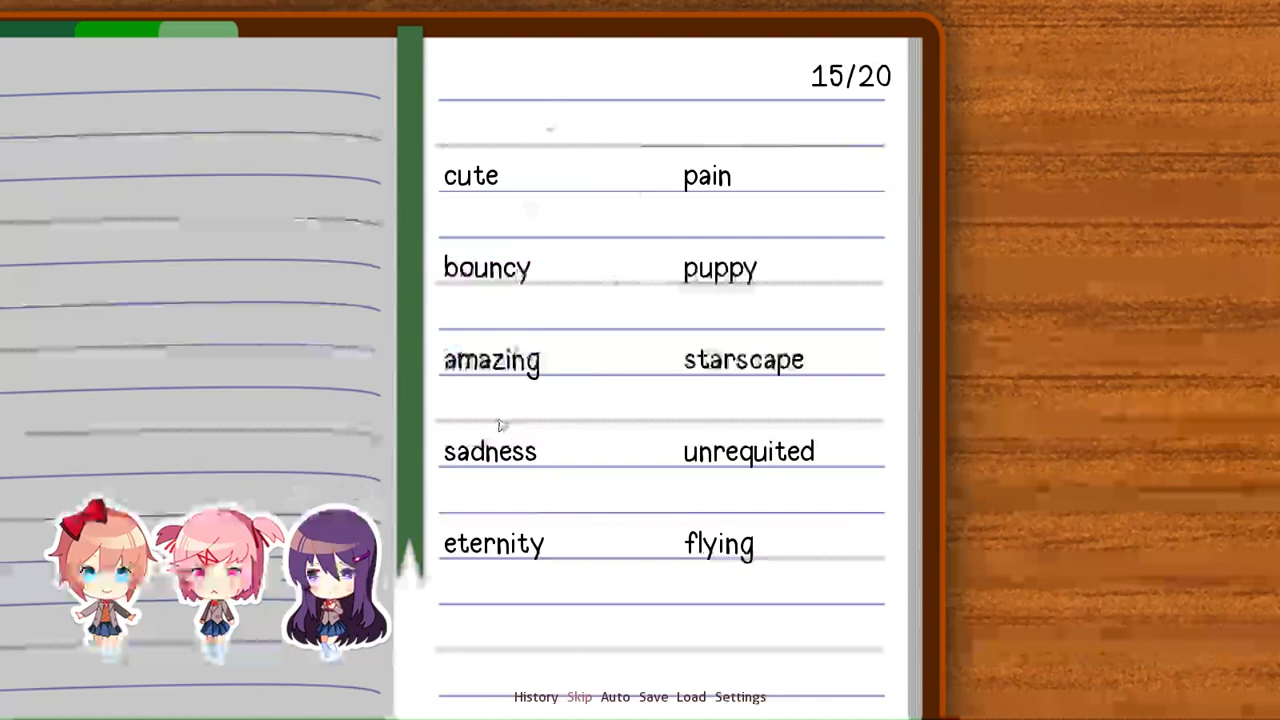 15/20
cute pain
bouncy puppy
amazing starscape
sadness unrequited
eternity flying
History Skip Auto Save Load Settings